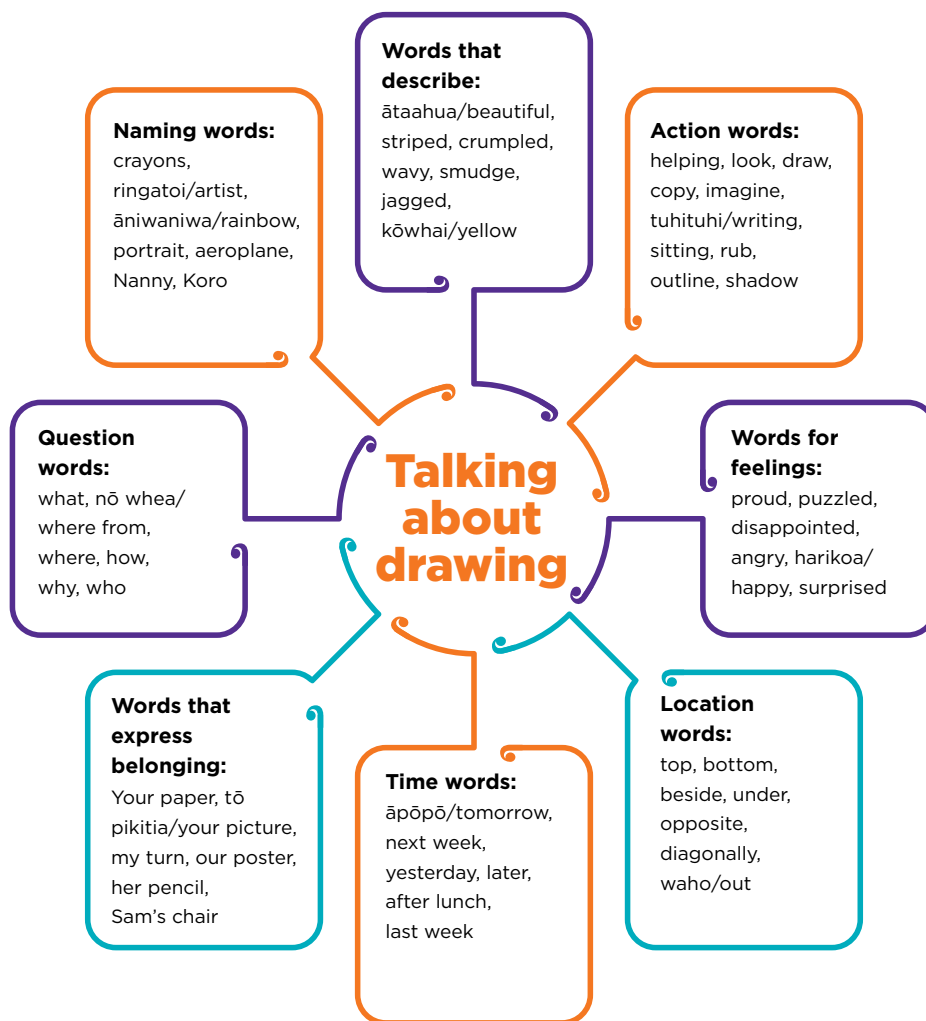 Words that
describe:
ātaahua/beautiful,
striped, crumpled,
wavy, smudge,
jagged,
kōwhai/yellow
Naming words:
crayons,
ringatoi/artist,
āniwaniwa/rainbow,
portrait, aeroplane,
Nanny, Koro
Action words:
helping, look, draw,
copy, imagine,
tuhituhi/writing,
sitting, rub,
outline, shadow
Question
words:
what, nō whea/
where from,
where, how,
why, who
Talking
about
drawing
Words for
feelings:
proud, puzzled,
disappointed,
angry, harikoa/
happy, surprised
Words that
express
belonging:
Your paper, tō
pikitia/your picture,
my turn, our poster,
her pencil,
Sam’s chair
Time words:
āpōpō/tomorrow,
next week,
yesterday, later,
after lunch,
last week
Location
words:
top, bottom,
beside, under,
opposite,
diagonally,
waho/out